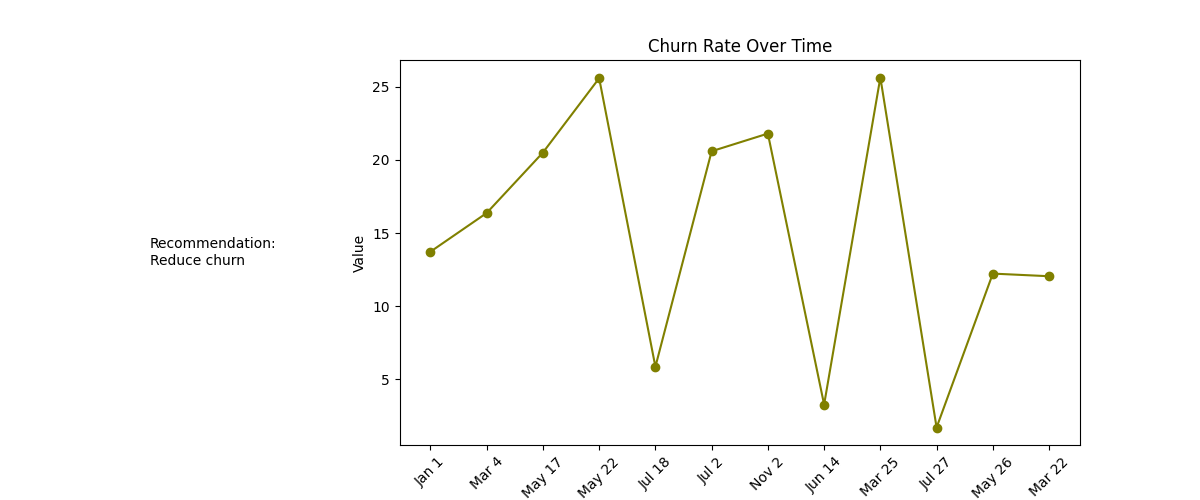 Churn Rate Over Time
Recommendation:
Reduce churn
Value
25
20
15
10
5
Jan 1
Mar 4
May 17
May 22
Jul 18
Jul 2
Nov 2
Jun 14
Mar 25
Jul 27
May 26
Mar 22